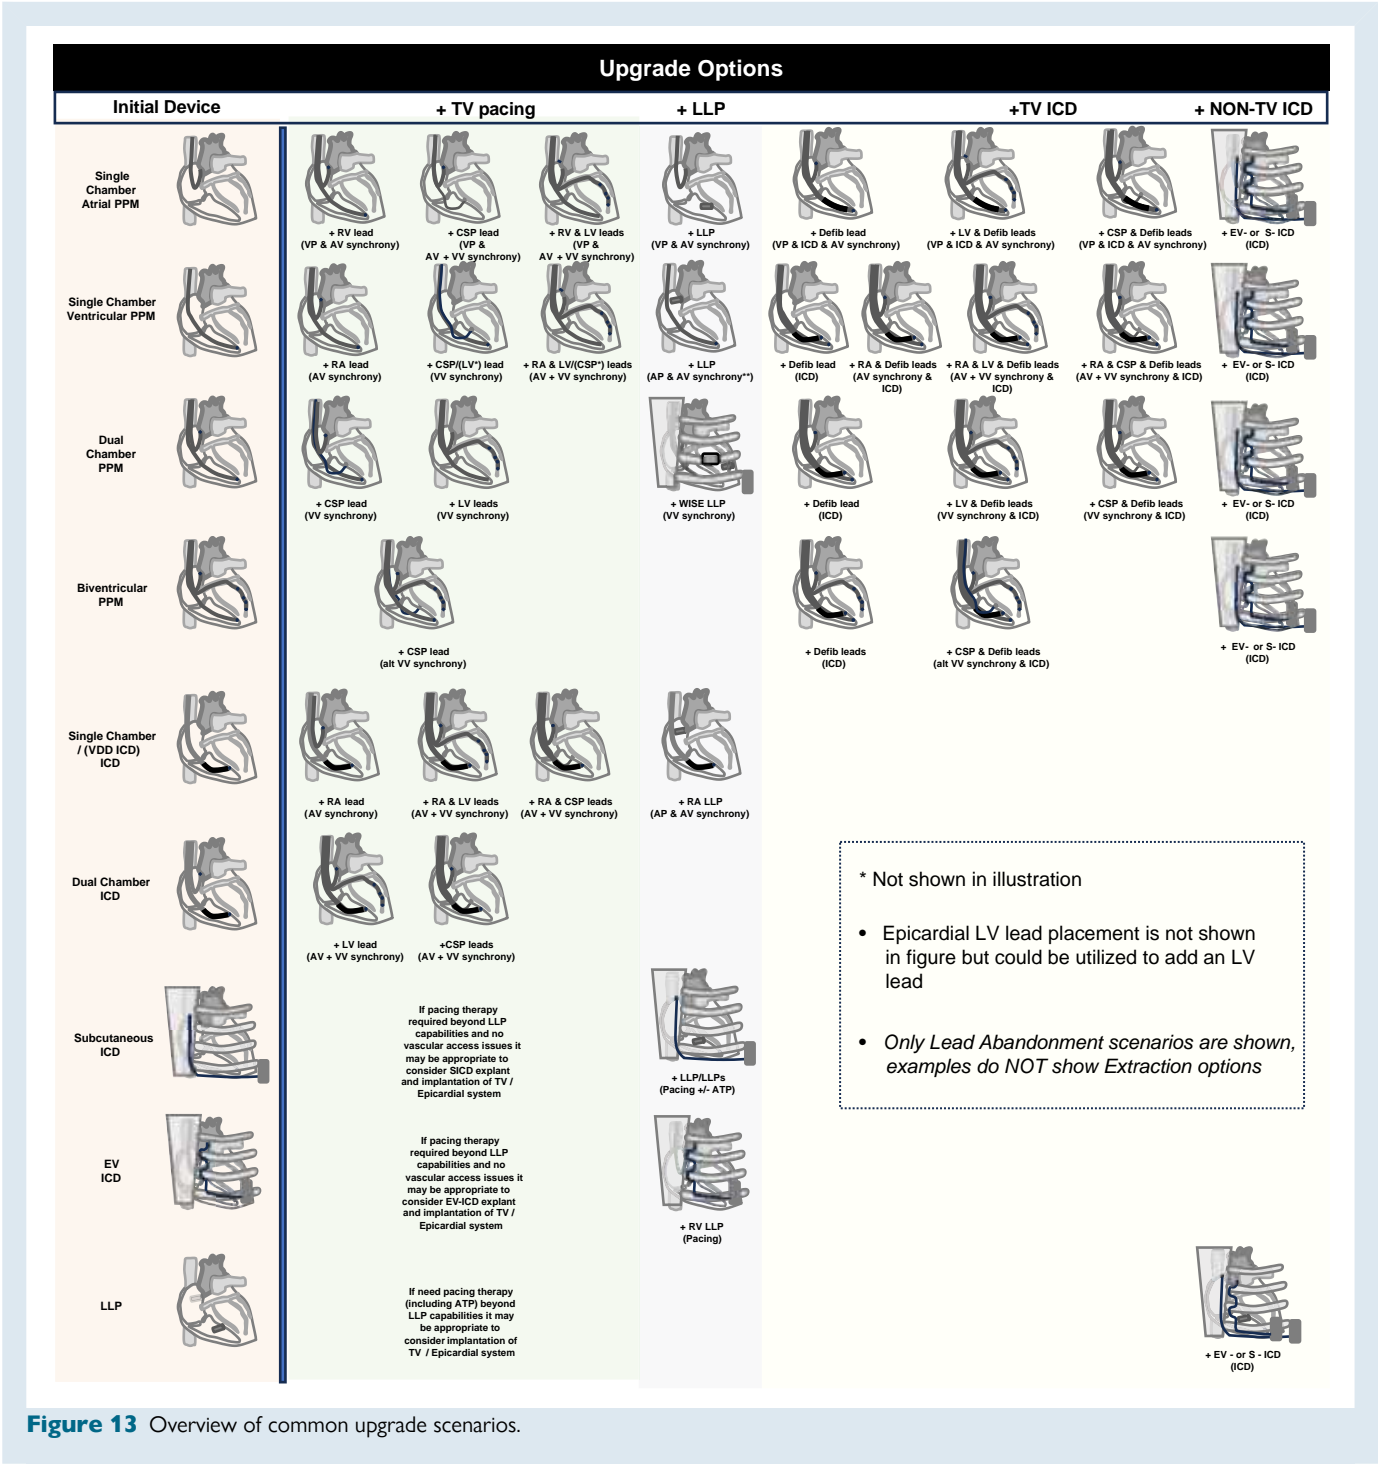 Upgrade Options
Initial Device
+ TV pacing
+ LLP
+TV ICD
+ NON-TV ICD
Single
Chamber
Atrial PPM
+ RV lead
(VP & AV synchrony)
+ CSP lead
(VP &
AV + VV synchrony)
+ RV & LV leads
(VP &
AV + VV synchrony)
+ LLP
(VP & AV synchrony)
+ Defib lead
(VP & ICD & AV synchrony)
+ LV & Defib leads
(VP & ICD & AV synchrony)
+ CSP & Defib leads
(VP & ICD & AV synchrony)
+ EV- or S- ICD
(ICD)
Single Chamber
Ventricular PPM
+ RA lead
(AV synchrony)
+ CSP/(LV*) lead
(VV synchrony)
+ RA & LV/(CSP*) leads
(AV + VV synchrony)
+ LLP
(AP & AV synchrony**)
+ Defib lead
(ICD)
+ RA & Defib leads
(AV synchrony &
ICD)
+ RA & LV & Defib leads
(AV + VV synchrony &
ICD)
+ RA & CSP & Defib leads
(AV + VV synchrony & ICD)
+ EV- or S- ICD
(ICD)
Dual
Chamber
PPM
+ CSP lead
(VV synchrony)
+ LV leads
(VV synchrony)
+ WISE LLP
(VV synchrony)
+ Defib lead
(ICD)
+ LV & Defib leads
(VV synchrony & ICD)
+ CSP & Defib leads
(VV synchrony & ICD)
+ EV- or S- ICD
(ICD)
Biventricular
PPM
+ CSP lead
(alt VV synchrony)
+ Defib leads
(ICD)
+ CSP & Defib leads
(alt VV synchrony & ICD)
+ EV- or S- ICD
(ICD)
Single Chamber
/ (VDD ICD)
ICD
+ RA lead
(AV synchrony)
+ RA & LV leads
(AV + VV synchrony)
+ RA & CSP leads
(AV + VV synchrony)
+ RA LLP
(AP & AV synchrony)
Dual Chamber
ICD
+ LV lead
(AV + VV synchrony)
+CSP leads
(AV + VV synchrony)
* Not shown in illustration
• Epicardial LV lead placement is not shown
in figure but could be utilized to add an LV
lead
• Only Lead Abandonment scenarios are shown,
examples do NOT show Extraction options
Subcutaneous
ICD
If pacing therapy
required beyond LLP
capabilities and no
vascular access issues it
may be appropriate to
consider SICD explant
and implantation of TV /
Epicardial system
+ LLP/LLPs
(Pacing +/- ATP)
EV
ICD
If pacing therapy
required beyond LLP
capabilities and no
vascular access issues it
may be appropriate to
consider EV-ICD explant
and implantation of TV /
Epicardial system
+ RV LLP
(Pacing)
LLP
If need pacing therapy
(including ATP) beyond
LLP capabilities it may
be appropriate to
consider implantation of
TV / Epicardial system
+ EV - or S - ICD
(ICD)
Figure 13 Overview of common upgrade scenarios.